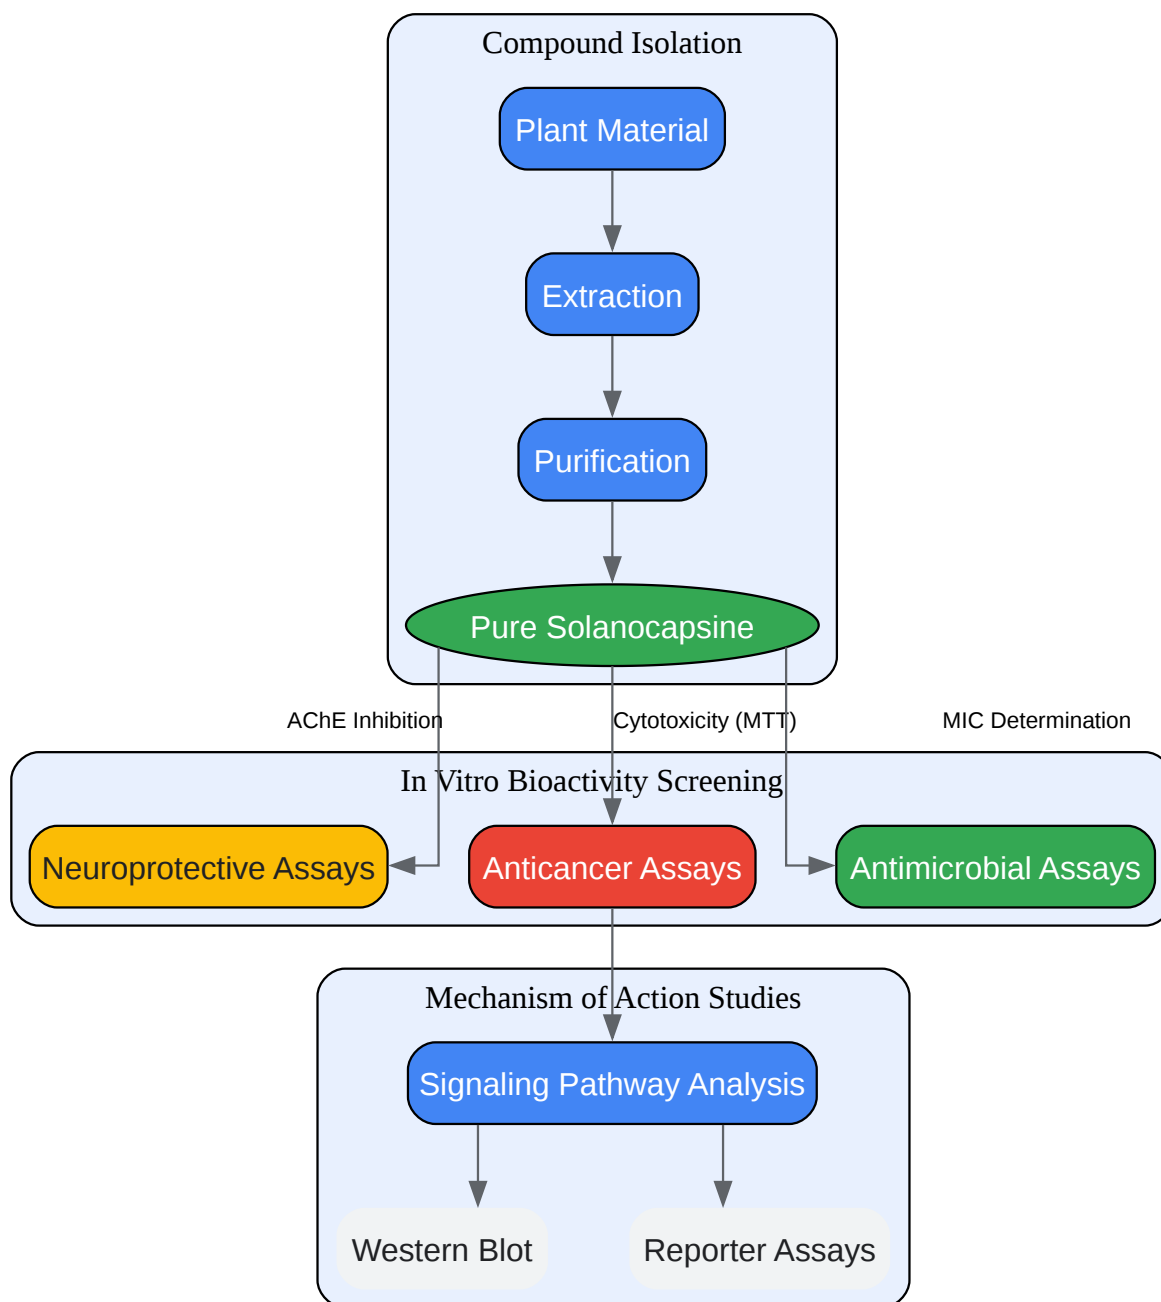 Compound Isolation
Plant Material
Extraction
Purification
Pure Solanocapsine
AChE Inhibition
Cytotoxicity (MTT)
MIC Determination
In Vitro Bioactivity Screening
Neuroprotective Assays
Anticancer Assays
Antimicrobial Assays
Mechanism of Action Studies
Signaling Pathway Analysis
Western Blot
Reporter Assays